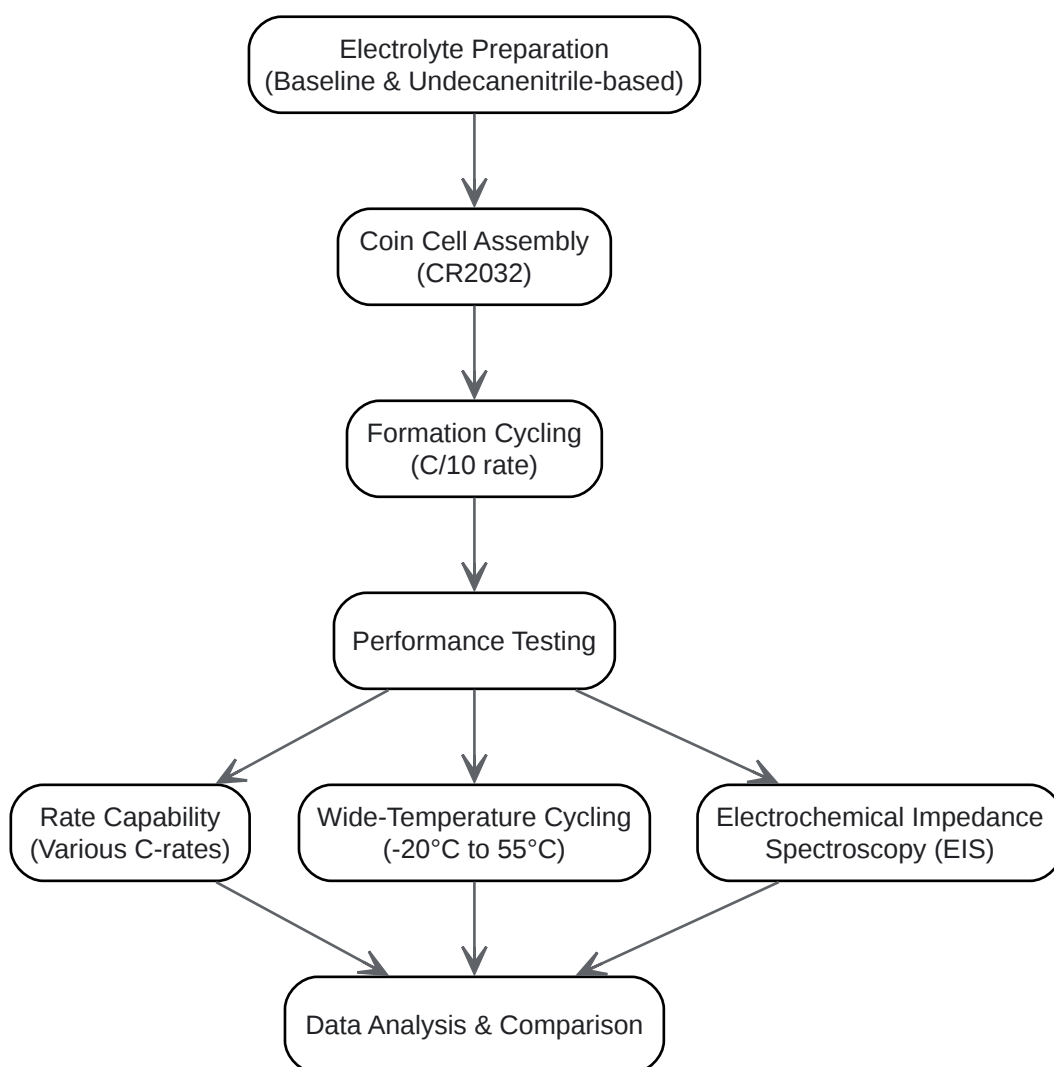 Electrolyte Preparation
(Baseline & Undecanenitrile-based)
Coin Cell Assembly
(CR2032)
Formation Cycling
(C/10 rate)
Performance Testing
Rate Capability
(Various C-rates)
Wide-Temperature Cycling
(-20°C to 55°C)
Electrochemical Impedance
Spectroscopy (EIS)
Data Analysis & Comparison